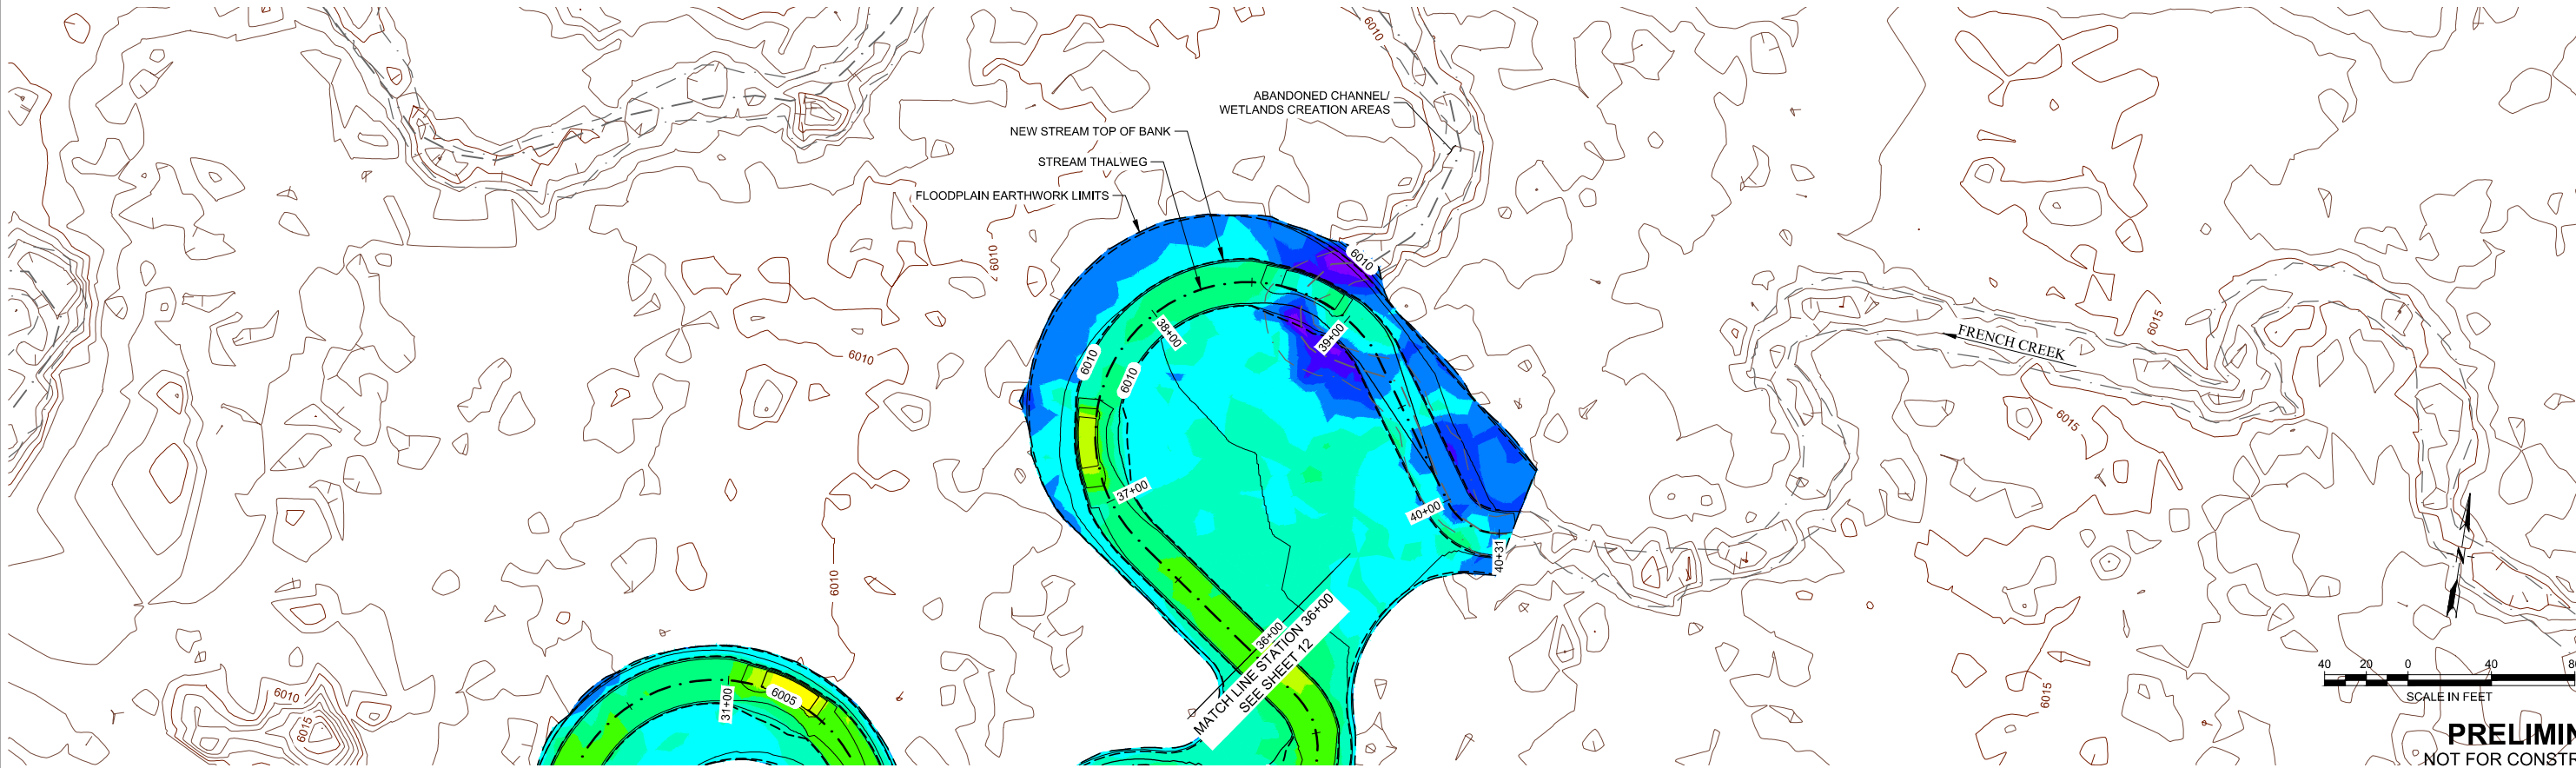 6010
ABANDONED CHANNEL/
WETLANDS CREATION AREAS
NEW STREAM TOP OF BANK
STREAM THALWEG
FLOODPLAIN EARTHWORK LIMITS
6010
6010
6010
6010
6010
38+00
39+00
37+00
40+00
40+31
36+00
MATCH LINE STATION 36+00
SEE SHEET 12
FRENCH CREEK
6015
6015
6015
6010
6010
6015
31+00
6005
40 20 0 40
SCALE IN FEET
PRELIMIN
NOT FOR CONSTR